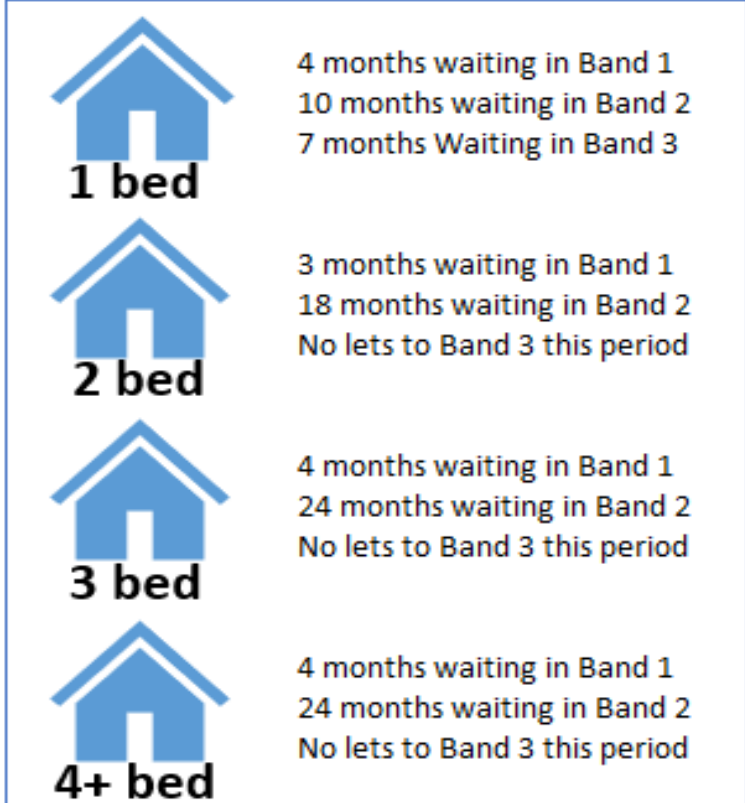 4 months waiting in Band 1
10 months waiting in Band 2
7 months Waiting in Band 3
1 bed
3 months waiting in Band 1
18 months waiting in Band 2
No lets to Band 3 this period
2 bed
4 months waiting in Band 1
24 months waiting in Band 2
No lets to Band 3 this period
3 bed
4 months waiting in Band 1
24 months waiting in Band 2
No lets to Band 3 this period
4+ bed